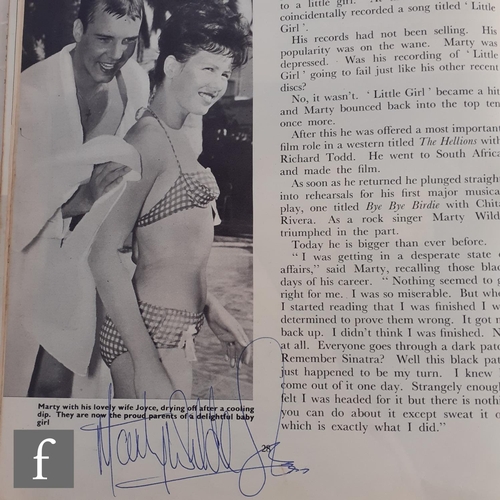 to a little girl. At
coincidentally recorded a song titled ' Little
Girl '.
His records had not been selling. His
popularity was on the wane. Marty was
depressed. Was his recording of ' Little
Girl ' going to fail just like his other recent
discs?
No, it wasn't. ' Little Girl ' became a hit
and Marty bounced back into the top ten
once more.
After this he was offered a most important
film role in a western titled The Hellions with
Richard Todd. He went to South Africa
and made the film.
As soon as he returned he plunged straight
into rehearsals for his first major musical
play, one titled Bye Bye Birdie with Chita
Rivera. As a rock singer Marty Wild
triumphed in the part.
Today he is bigger than ever before.
" I was getting in a desperate state of
affairs," said Marty, recalling those black
days of his career. " Nothing seemed to g
right for me. I was so miserable. But whe
I started reading that I was finished I w
determined to prove them wrong. It got m
back up. I didn't think I was finished. N
at all. Everyone goes through a dark patc
Remember Sinatra? Well this black patc
just happened to be my turn. I knew I
come out of it one day. Strangely enough
felt I was headed for it but there is noth
you can do about it except sweat it o
which is exactly what I did."
Marty with his lovely wife Joyce, drying off after a cooling
dip. They are now the proud parents of a delightful baby
girl
Marty Wilde
28
f